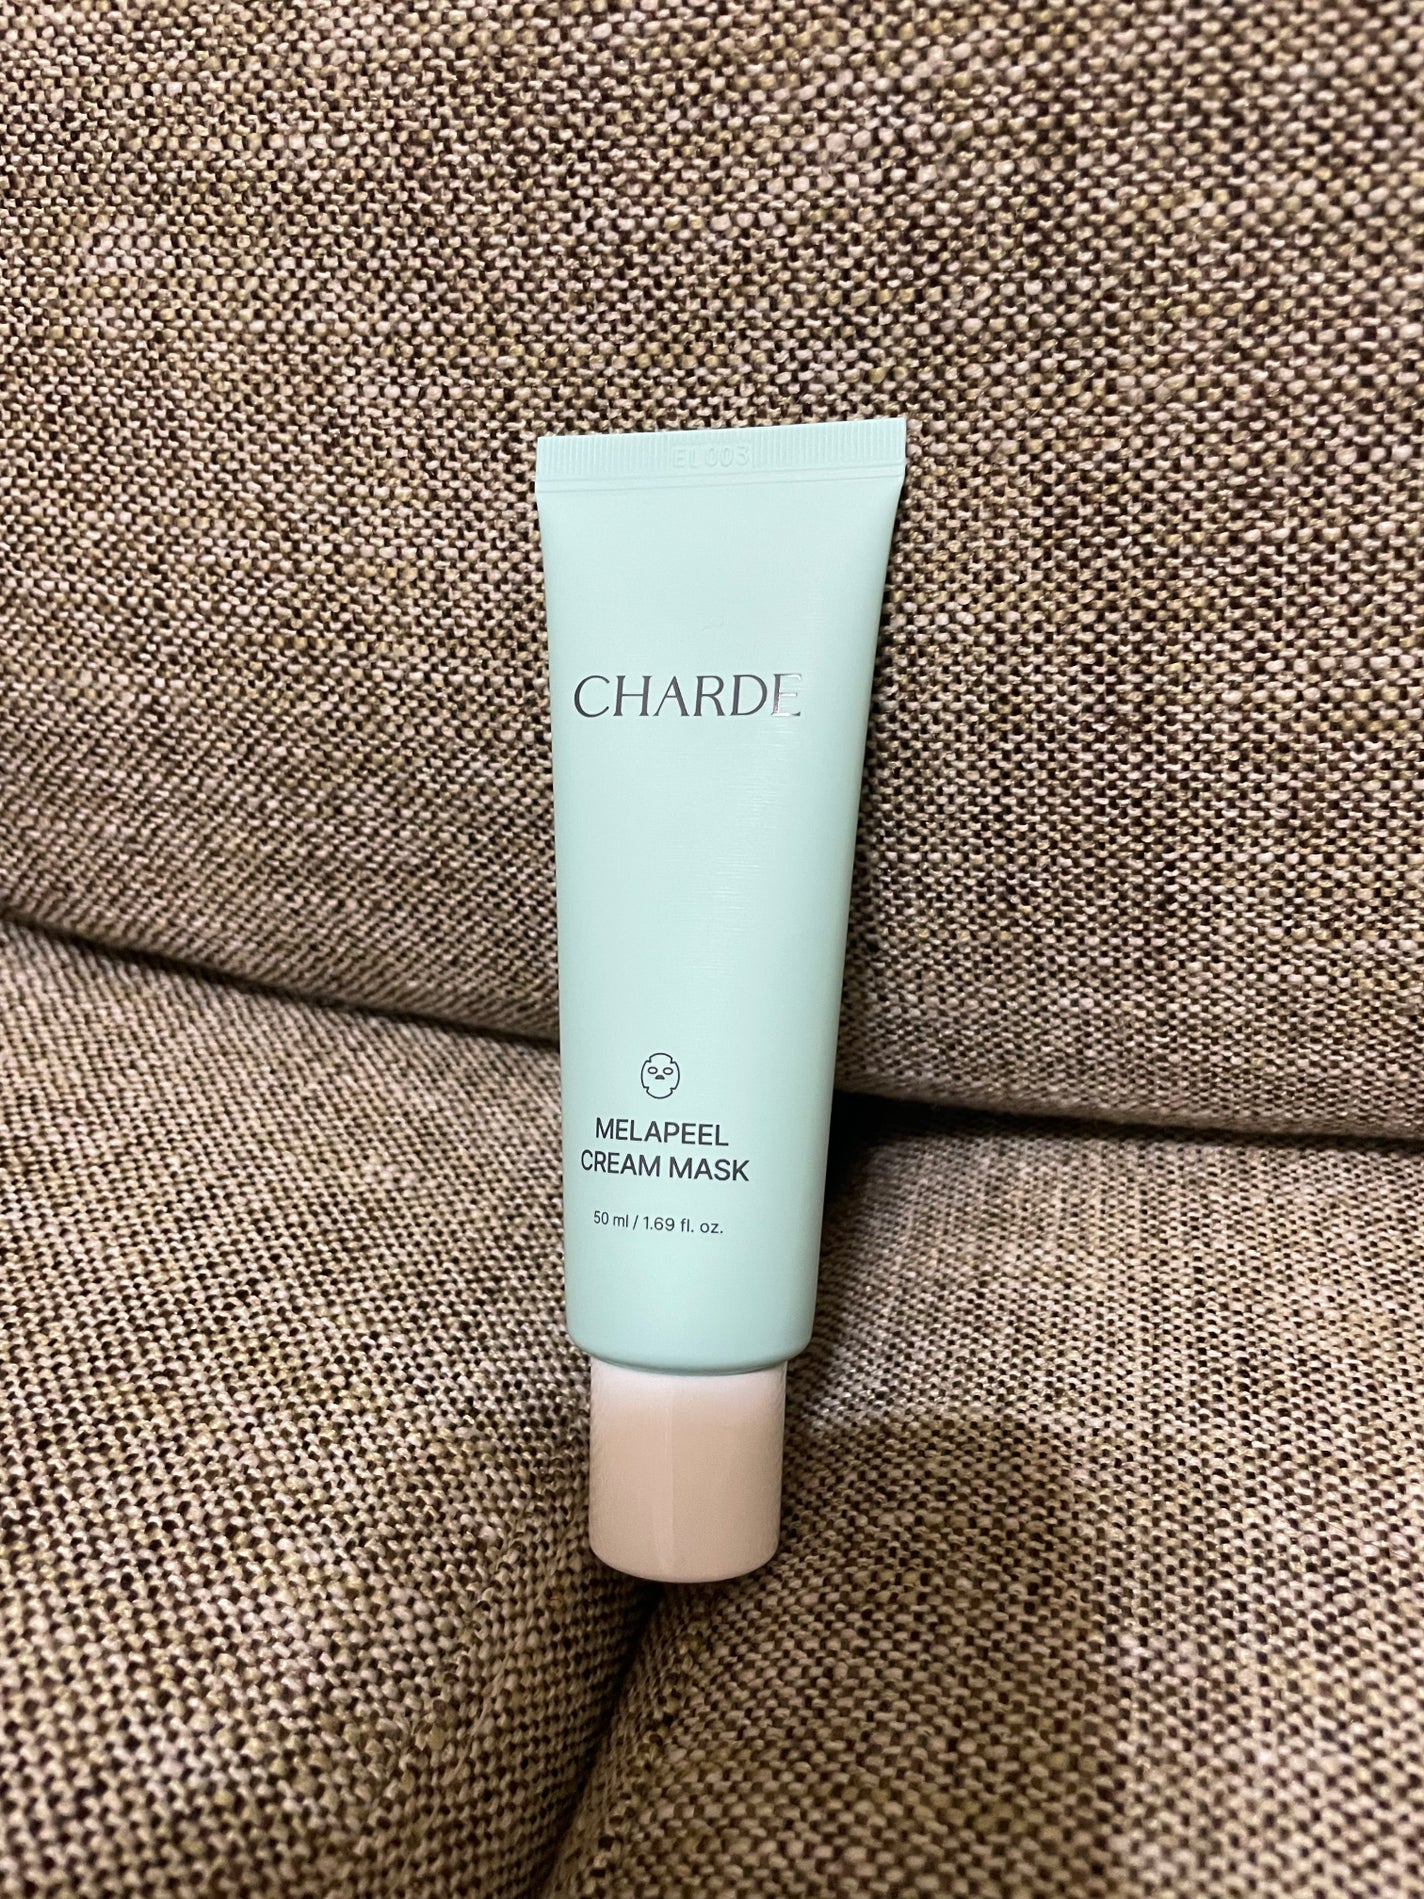 EL003
CHARDE
MELAPEEL
CREAM MASK
50 ml / 1.69 fl. oz.